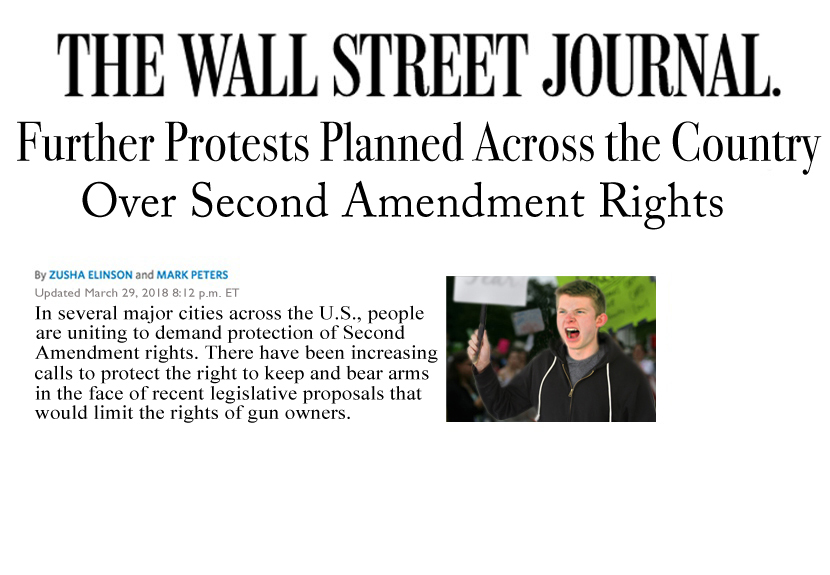 THE WALL STREET JOURNAL.
Further Protests Planned Across the Country
Over Second Amendment Rights
By ZUSHA ELINSON and MARK PETERS
Updated March 29, 2018 8:12 p.m. ET
In several major cities across the U.S., people
are uniting to demand protection of Second
Amendment rights. There have been increasing
calls to protect the right to keep and bear arms
in the face of recent legislative proposals that
would limit the rights of gun owners.